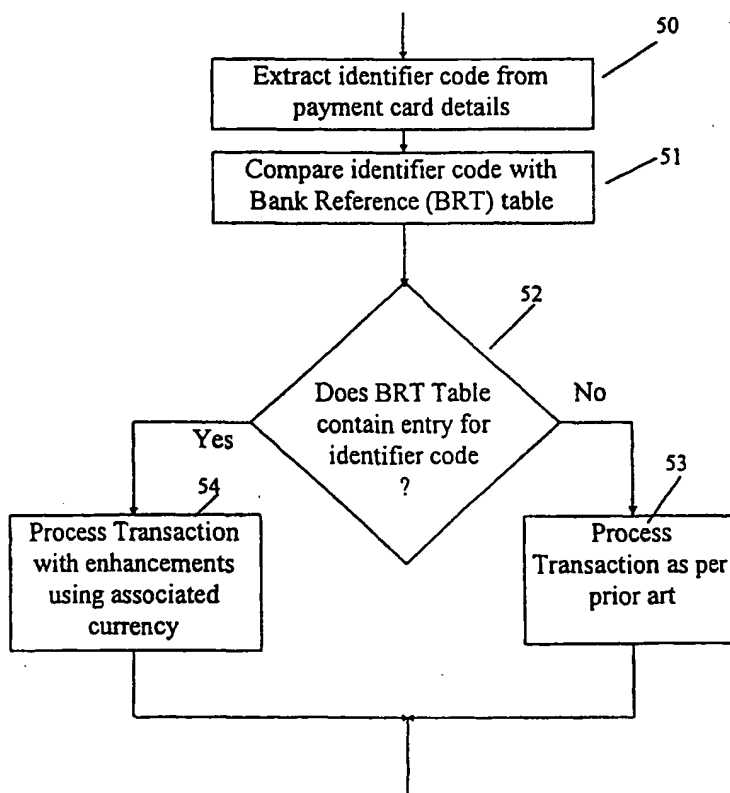 50
Extract identifier code from
payment card details
51
Compare identifier code with
Bank Reference (BRT) table
52
Does BRT Table
contain entry for
identifier code
?
Yes
No
54
Process Transaction
with enhancements
using associated
currency
53
Process
Transaction as per
prior art